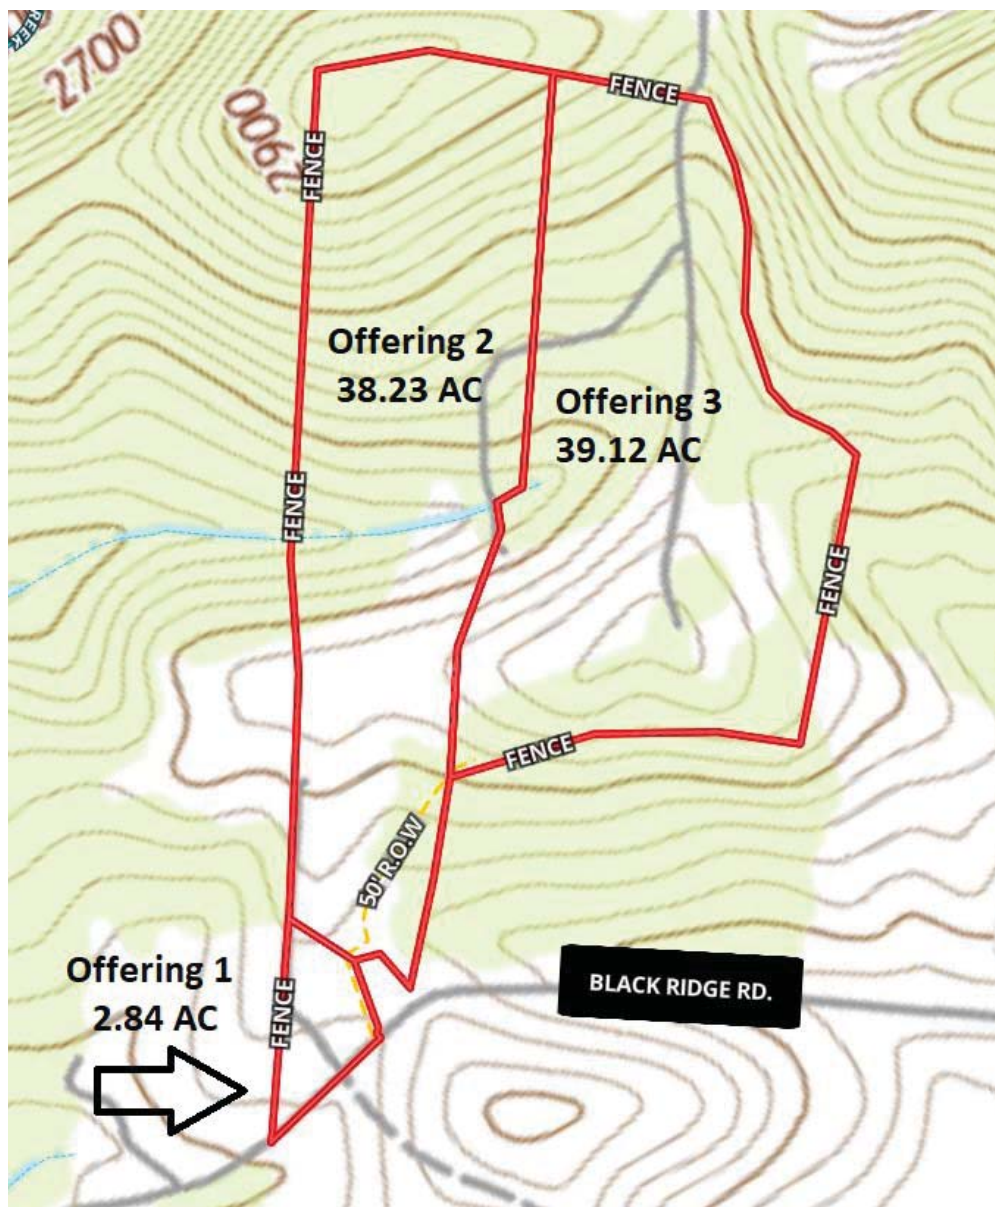 REEK
2700
2900
FENCE
FENCE
Offering 2
38.23 AC
Offering 3
39.12 AC
FENCE
FENCE
FENCE
50' R.O.W
Offering 1
2.84 AC
FENCE
BLACK RIDGE RD.